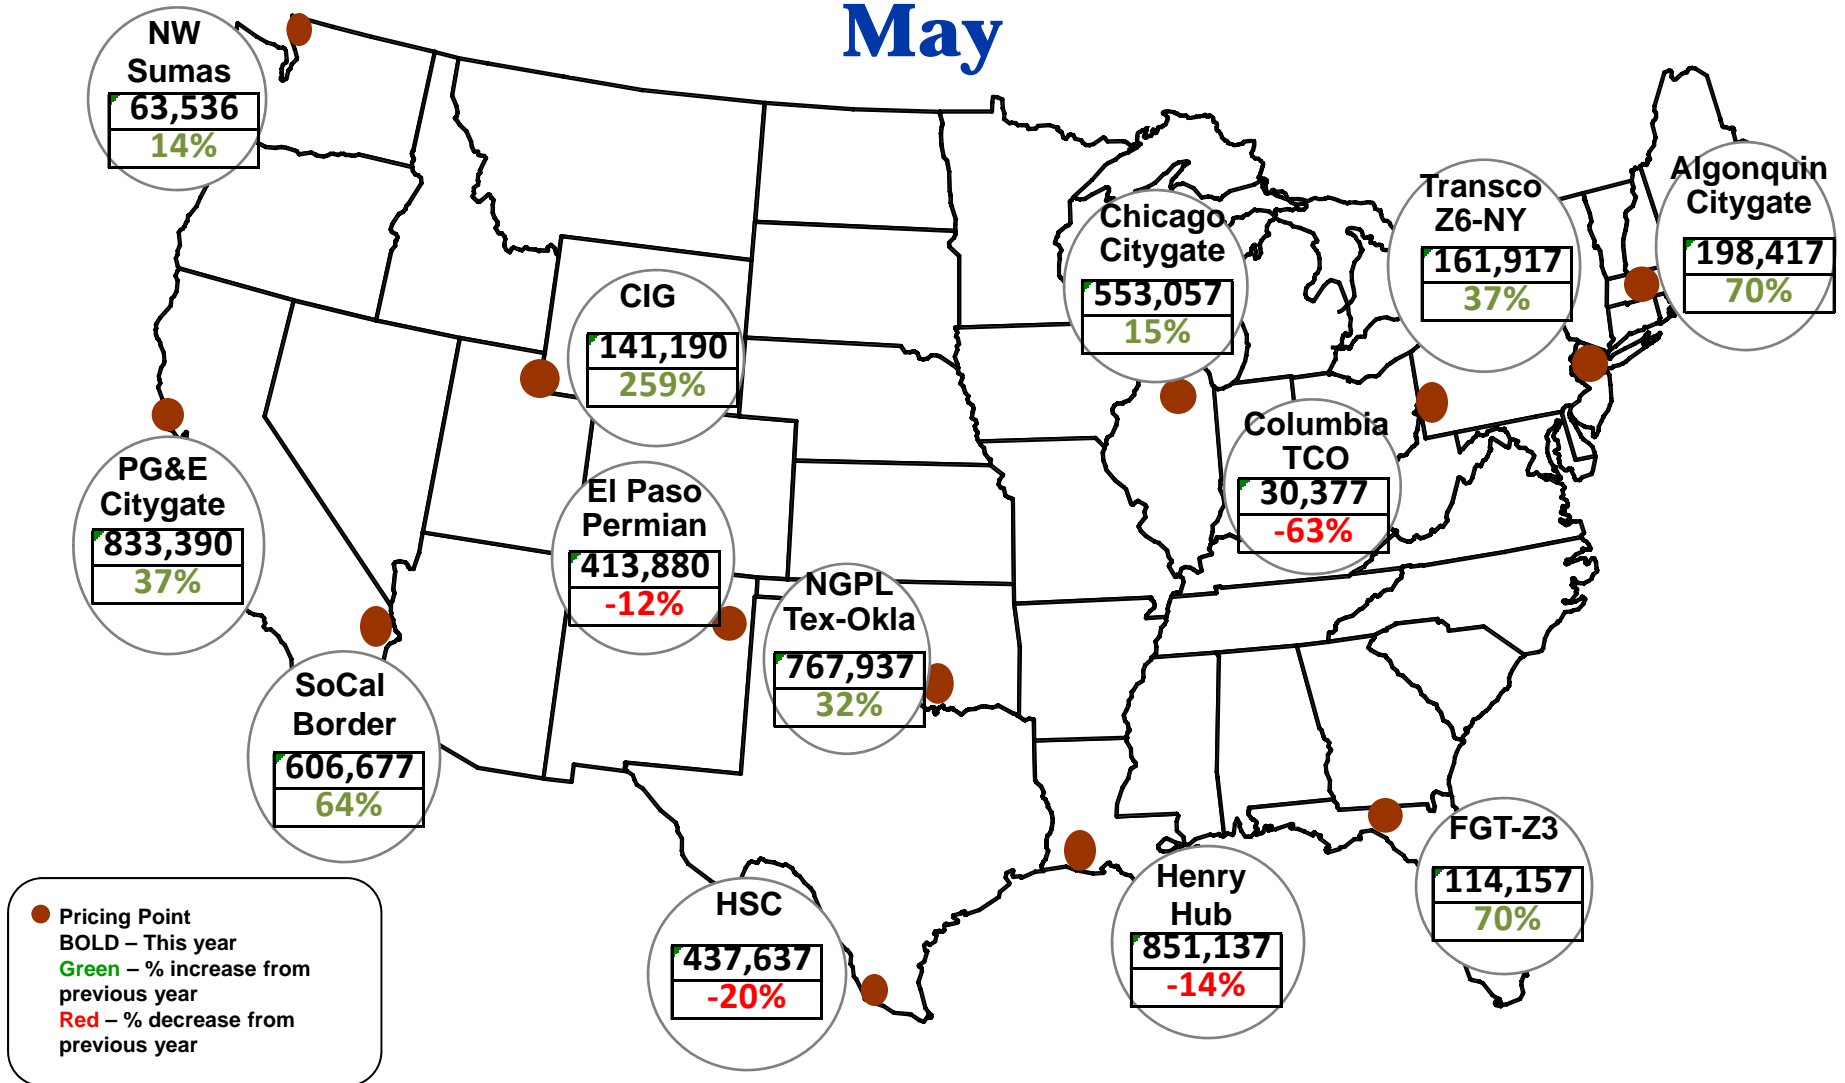 May
NW
Sumas
63,536
14%
Algonquin
Citygate
198,417
70%
Transco
Z6-NY
161,917
37%
Chicago
Citygate
553,057
15%
CIG
141,190
259%
Columbia
TCO
30,377
-63%
PG&E
Citygate
833,390
37%
El Paso
Permian
413,880
-12%
NGPL
Tex-Okla
767,937
32%
SoCal
Border
606,677
64%
FGT-Z3
114,157
70%
Henry
Hub
851,137
-14%
HSC
437,637
-20%
Pricing Point
BOLD – This year
Green – % increase from
previous year
Red – % decrease from
previous year